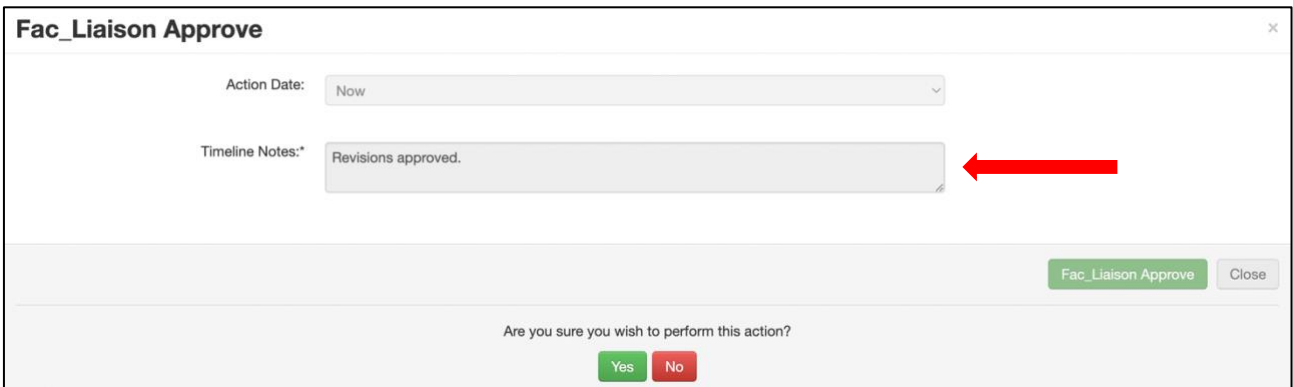 Fac_Liaison Approve
×
Action Date:
Now
Timeline Notes:*
Revisions approved.
Fac_Liaison Approve
Close
Are you sure you wish to perform this action?
Yes
No